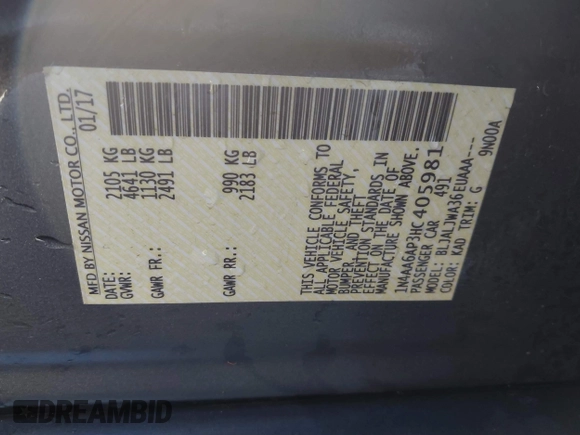 MFD BY NISSAN MOTOR CO., LTD.
01/17
GVWR: 2105 KG
4641 LB
GAWR FR: 1130 KG
2491 LB
GAWR RR: 990 KG
2183 LB
THIS VEHICLE CONFORMS TO
ALL APPLICABLE FEDERAL
MOTOR VEHICLE SAFETY,
BUMPER AND THEFT
PREVENTION STANDARDS IN
EFFECT ON THE DATE OF
MANUFACTURE SHOWN ABOVE.
1N4AA6AP3HC405981
PASSENGER CAR 491
MODEL: BLJALJWA36EUAAA---
COLOR: KAD TRIM: G
9N00A
DREAMBID